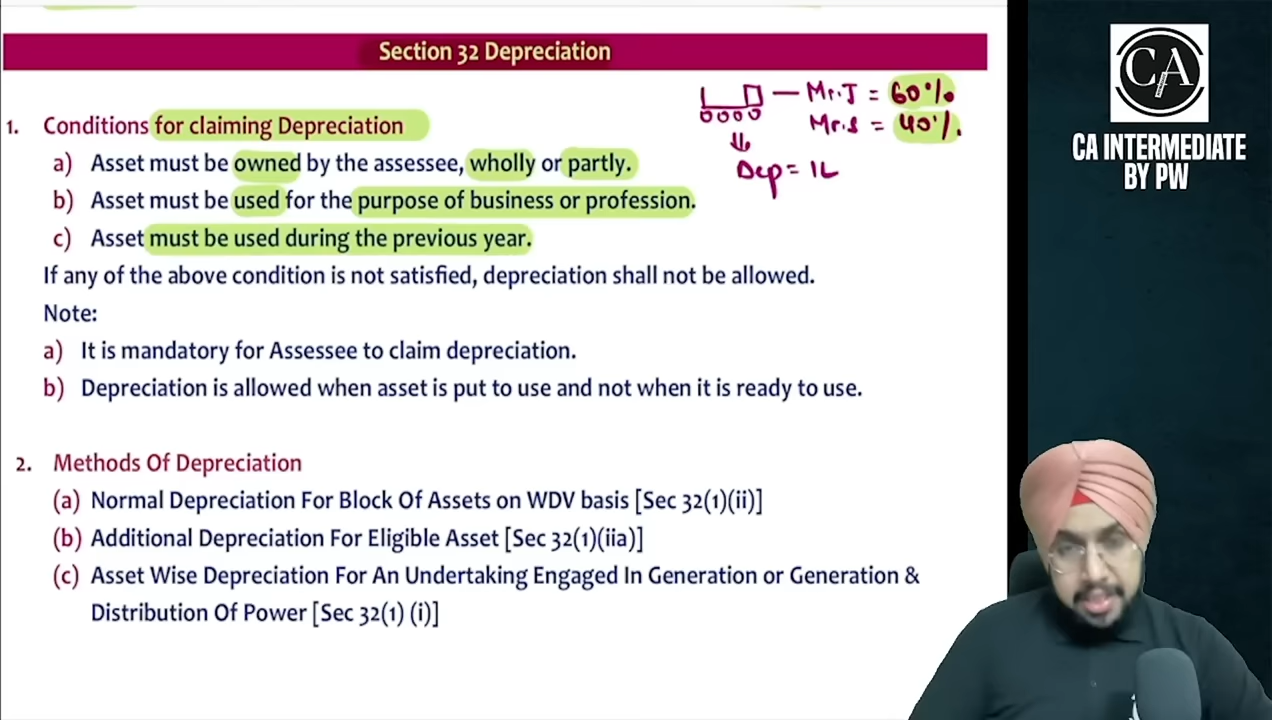 Section 32 Depreciation
1. Conditions for claiming Depreciation
a) Asset must be owned by the assessee, wholly or partly.
b) Asset must be used for the purpose of business or profession.
c) Asset must be used during the previous year.
If any of the above condition is not satisfied, depreciation shall not be allowed.
Note:
a) It is mandatory for Assessee to claim depreciation.
b) Depreciation is allowed when asset is put to use and not when it is ready to use.
2. Methods Of Depreciation
(a) Normal Depreciation For Block Of Assets on WDV basis [Sec 32(1)(ii)]
(b) Additional Depreciation For Eligible Asset [Sec 32(1)(iia)]
(c) Asset Wise Depreciation For An Undertaking Engaged In Generation or Generation &
Distribution Of Power [Sec 32(1) (i)]
— Mr.J = 60%
Mr.S = 40%
Dep = 1L
CA
CA INTERMEDIATE
BY PW